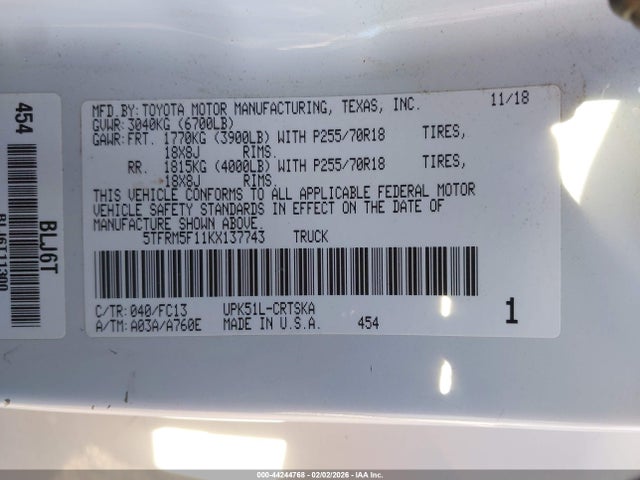 MFD BY: TOYOTA MOTOR MANUFACTURING, TEXAS, INC. 11/18
GVWR: 3040KG (6700LB)
GAWR: FRT. 1770KG (3900LB) WITH P255/70R18 TIRES,
18X8J RIMS.
RR. 1815KG (4000LB) WITH P255/70R18 TIRES,
18X8J RIMS.
THIS VEHICLE CONFORMS TO ALL APPLICABLE FEDERAL MOTOR
VEHICLE SAFETY STANDARDS IN EFFECT ON THE DATE OF
MANUFACTURE SHOWN ABOVE.
5TFRM5F11KX137743 TRUCK
C/TR: 040/FC13 UPK51L-CRTSKA
A/TM: A03A/A760E MADE IN U.S.A. 454
1
454
BLJ6T
000-44244768 - 02/02/2026 - IAA Inc.